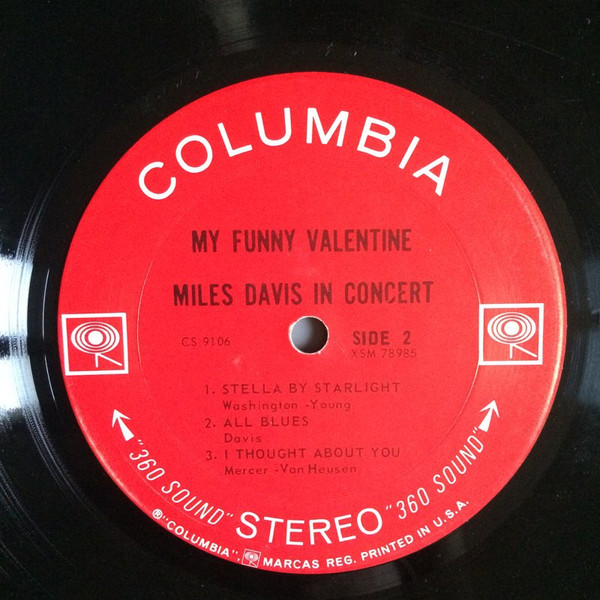 COLUMBIA
MY FUNNY VALENTINE
MILES DAVIS IN CONCERT
CS 9106
SIDE 2
XSM 78985
1. STELLA BY STARLIGHT
Washington -Young
2. ALL BLUES
Davis
3. I THOUGHT ABOUT YOU
Mercer -Van Heusen
"360 SOUND" STEREO "360 SOUND"
® "COLUMBIA", MARCAS REG. PRINTED IN U.S.A.